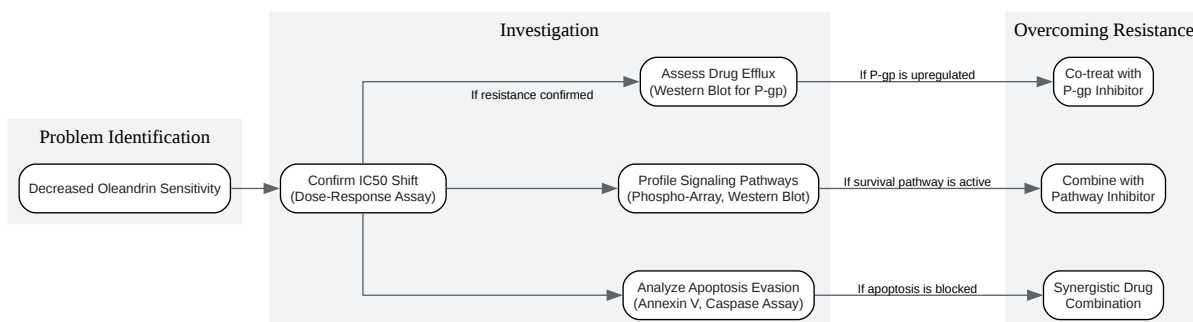 Investigation
Overcoming Resistance
Assess Drug Efflux
(Western Blot for P-gp)
If P-gp is upregulated
Co-treat with
P-gp Inhibitor
If resistance confirmed
Problem Identification
Decreased Oleandrin Sensitivity
Confirm IC50 Shift
(Dose-Response Assay)
Profile Signaling Pathways
(Phospho-Array, Western Blot)
If survival pathway is active
Combine with
Pathway Inhibitor
Analyze Apoptosis Evasion
(Annexin V, Caspase Assay)
If apoptosis is blocked
Synergistic Drug
Combination